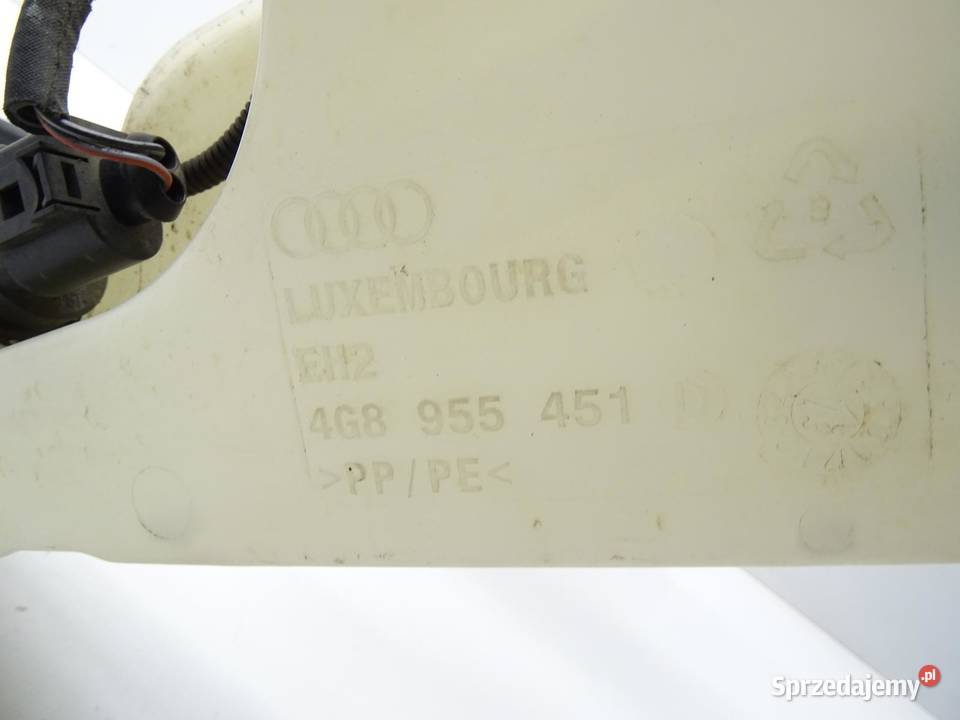 LUXEMBOURG
EH2
4G8 955 451
>PP/PE<
Sprzedajemy.pl